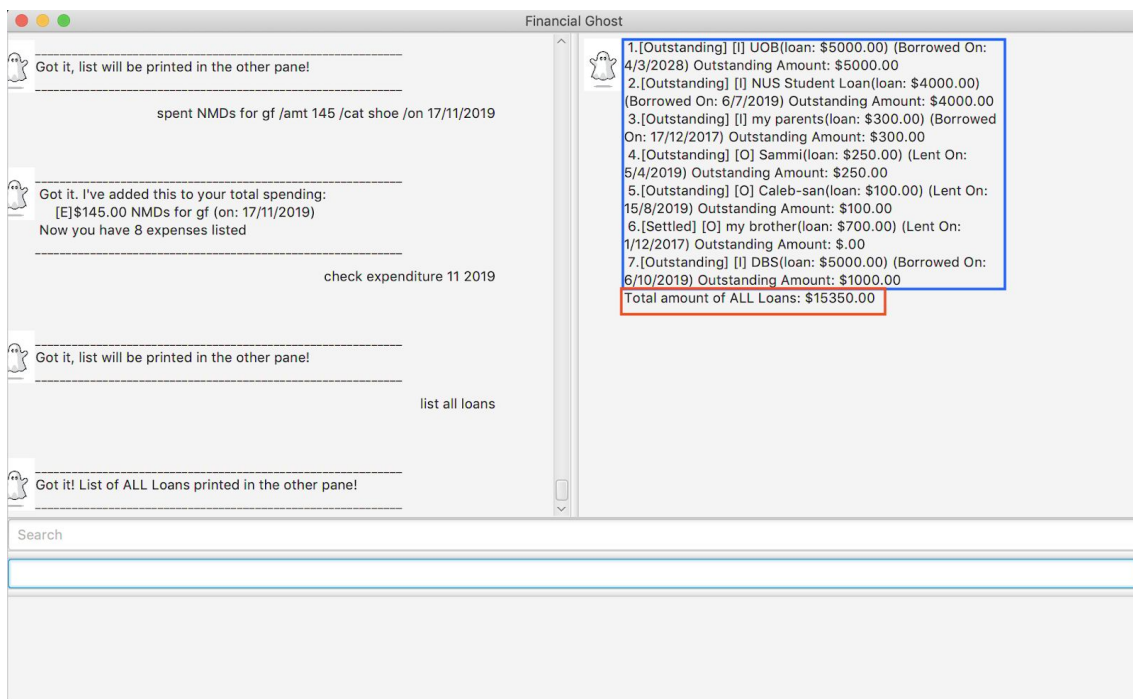 Financial Ghost
____________________________________________________________
Got it, list will be printed in the other pane!
____________________________________________________________
spent NMDs for gf /amt 145 /cat shoe /on 17/11/2019
____________________________________________________________
Got it. I've added this to your total spending:
[E]$145.00 NMDs for gf (on: 17/11/2019)
Now you have 8 expenses listed
____________________________________________________________
check expenditure 11 2019
____________________________________________________________
Got it, list will be printed in the other pane!
____________________________________________________________
list all loans
____________________________________________________________
Got it! List of ALL Loans printed in the other pane!
____________________________________________________________
1.[Outstanding] [I] UOB(loan: $5000.00) (Borrowed On:
4/3/2028) Outstanding Amount: $5000.00
2.[Outstanding] [I] NUS Student Loan(loan: $4000.00)
(Borrowed On: 6/7/2019) Outstanding Amount: $4000.00
3.[Outstanding] [I] my parents(loan: $300.00) (Borrowed
On: 17/12/2017) Outstanding Amount: $300.00
4.[Outstanding] [O] Sammi(loan: $250.00) (Lent On:
5/4/2019) Outstanding Amount: $250.00
5.[Outstanding] [O] Caleb-san(loan: $100.00) (Lent On:
15/8/2019) Outstanding Amount: $100.00
6.[Settled] [O] my brother(loan: $700.00) (Lent On:
1/12/2017) Outstanding Amount: $.00
7.[Outstanding] [I] DBS(loan: $5000.00) (Borrowed On:
6/10/2019) Outstanding Amount: $1000.00
Total amount of ALL Loans: $15350.00
Search